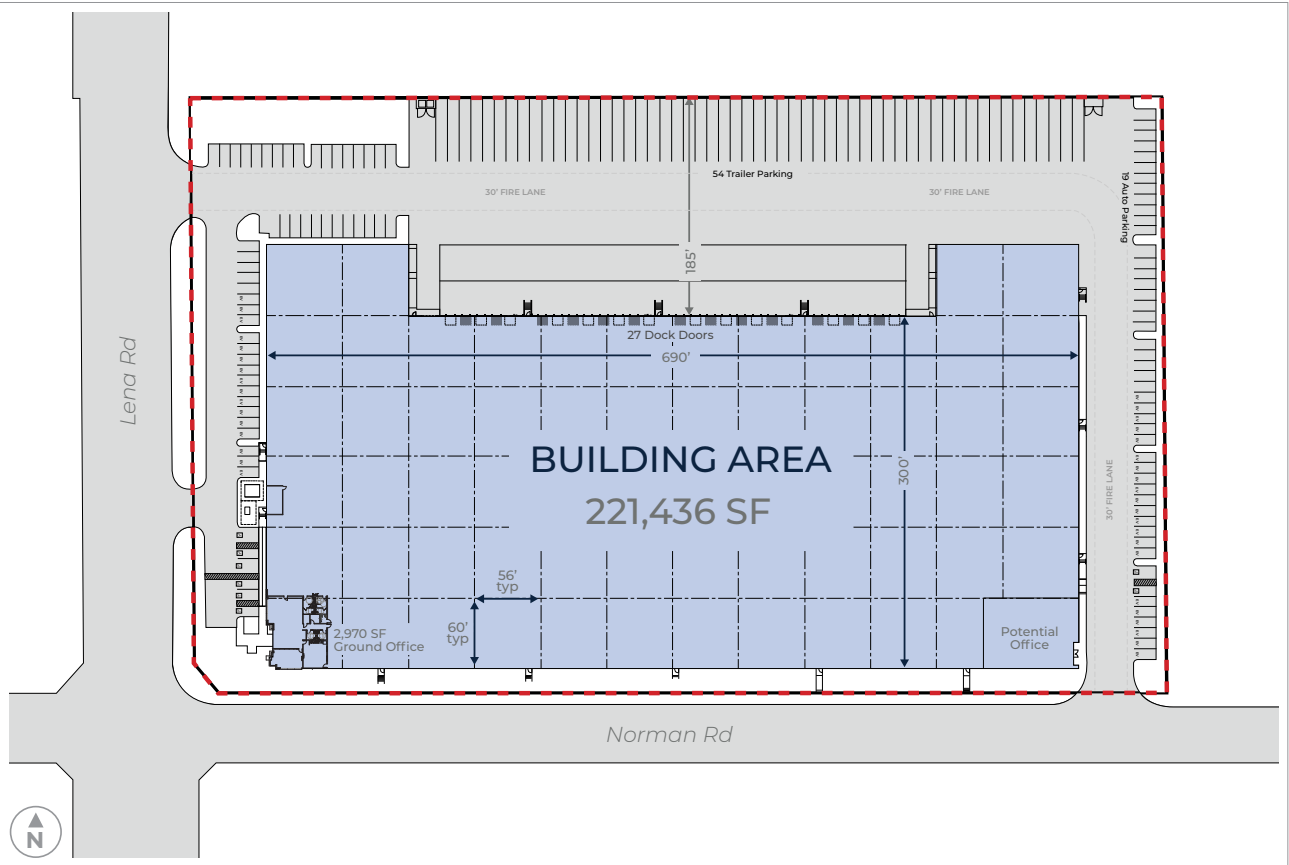 54 Trailer Parking
30' FIRE LANE
30' FIRE LANE
19 Auto Parking
185'
27 Dock Doors
690'
Lena Rd
BUILDING AREA
221,436 SF
300'
30' FIRE LANE
56'
typ
60'
typ
2,970 SF
Ground Office
Potential
Office
Norman Rd
N